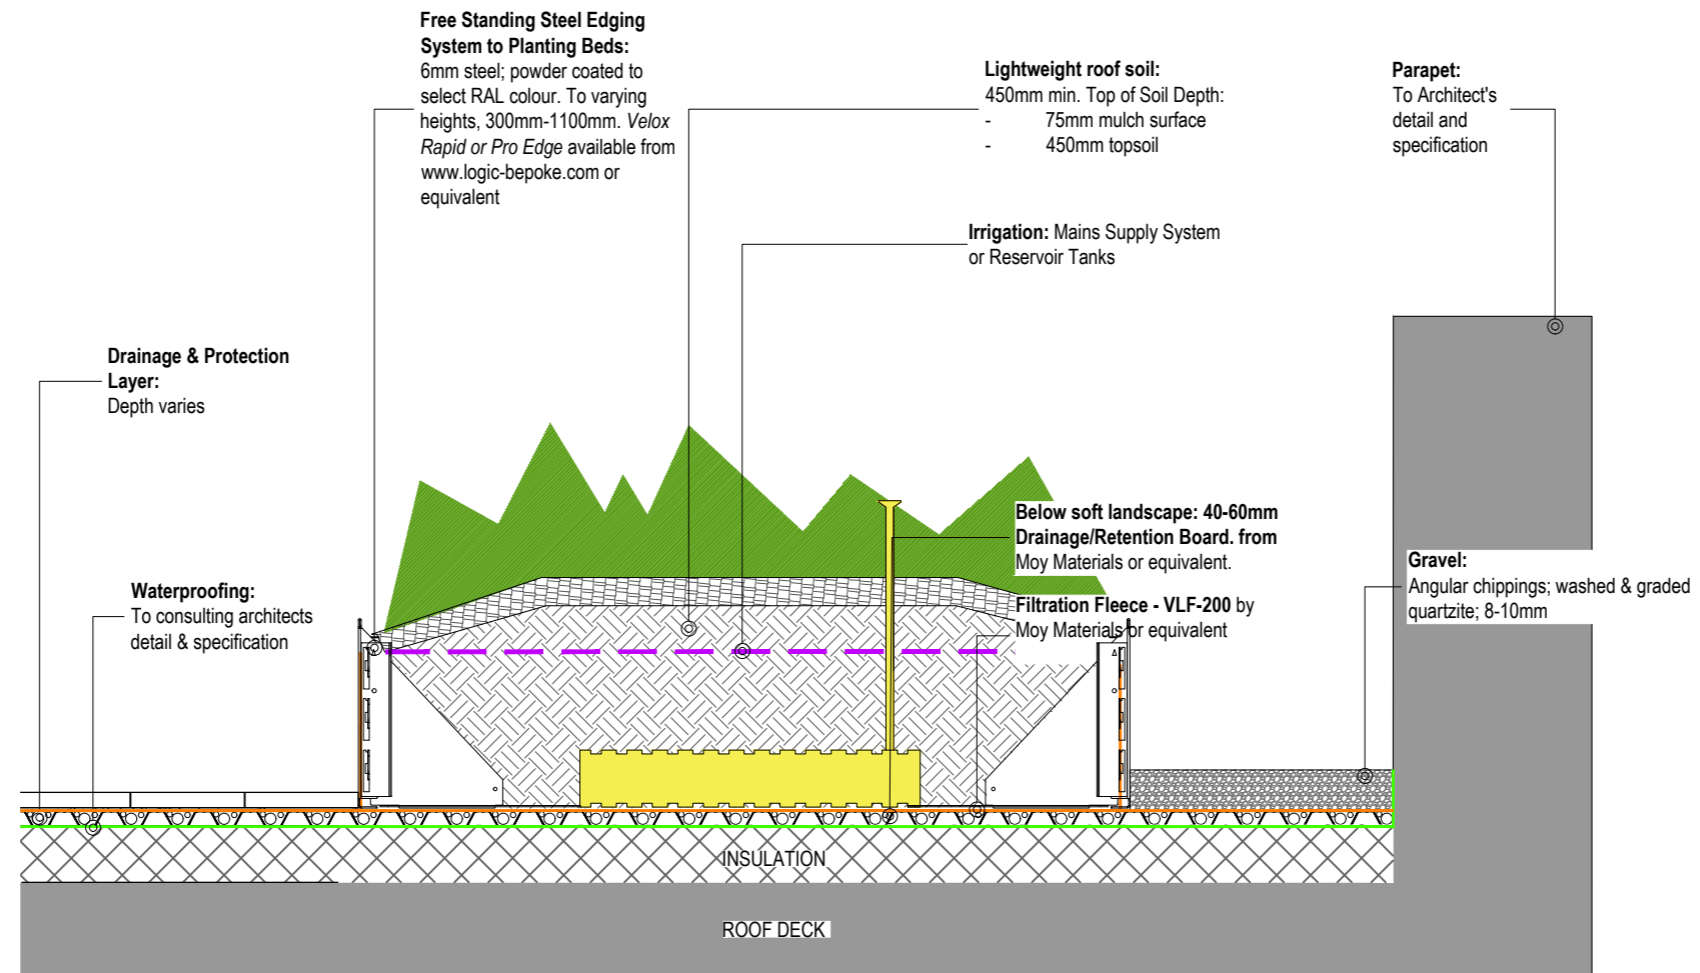 Free Standing Steel Edging
System to Planting Beds:
6mm steel; powder coated to
select RAL colour. To varying
heights, 300mm-1100mm. Velox
Rapid or Pro Edge available from
www.logic-bepoke.com or
equivalent
Lightweight roof soil:
450mm min. Top of Soil Depth:
- 75mm mulch surface
- 450mm topsoil
Parapet:
To Architect's
detail and
specification
Irrigation: Mains Supply System
or Reservoir Tanks
Drainage & Protection
Layer:
Depth varies
Below soft landscape: 40-60mm
Drainage/Retention Board. from
Moy Materials or equivalent.
Gravel:
Angular chippings; washed & graded
quartzite; 8-10mm
Waterproofing:
To consulting architects
detail & specification
Filtration Fleece - VLF-200 by
Moy Materials or equivalent
INSULATION
ROOF DECK